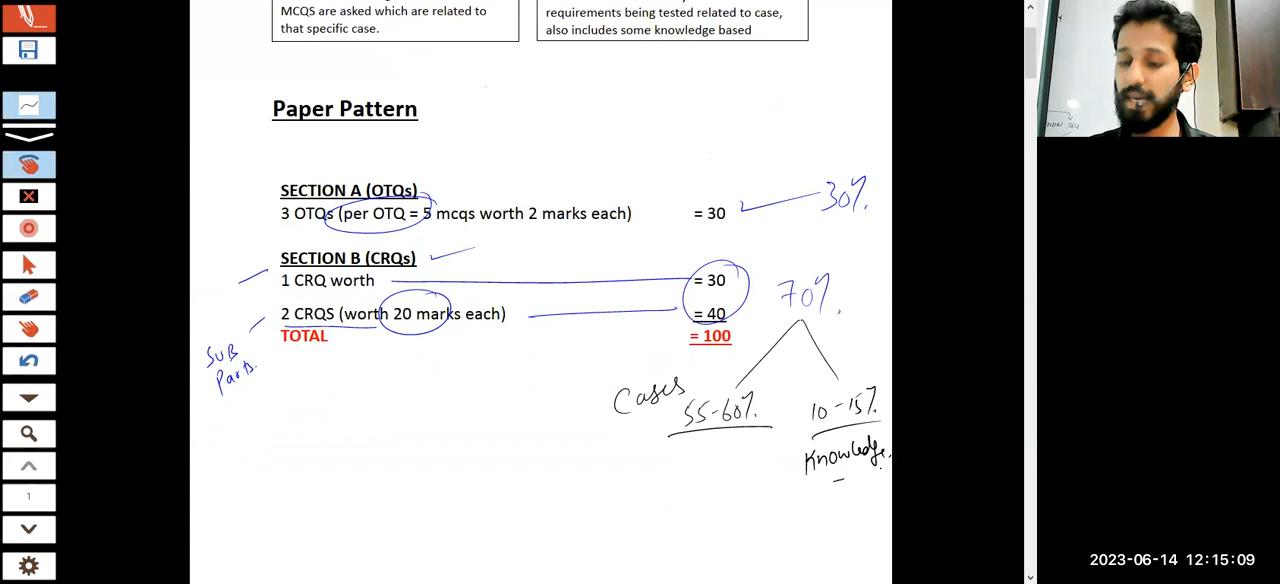 MCQS are asked which are related to
that specific case.
requirements being tested related to case,
also includes some knowledge based
Paper Pattern
SECTION A (OTQs)
3 OTQs (per OTQ = 5 mcqs worth 2 marks each) = 30
30%
SECTION B (CRQs)
1 CRQ worth = 30
2 CRQS (worth 20 marks each) = 40
70%
TOTAL = 100
Sub
Parts.
Cases
55-60%
10-15%
Knowledge.
1
2023-06-14 12:15:09